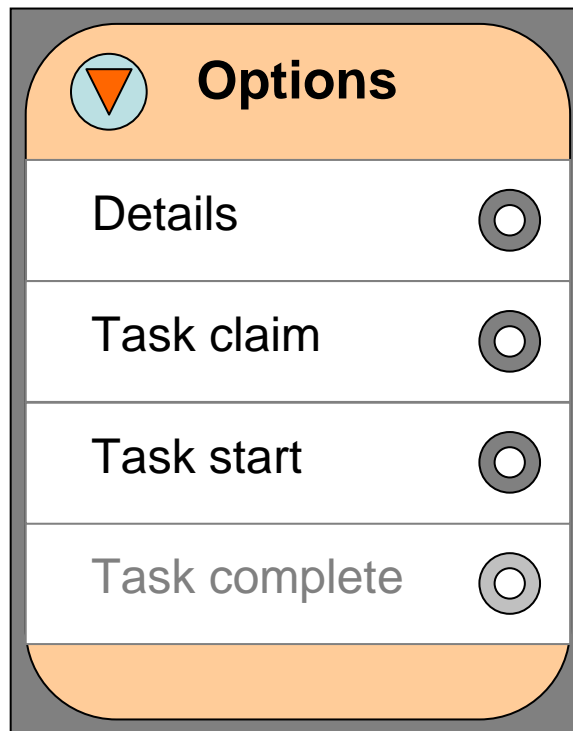 Options
Details
Task claim
Task start
Task complete